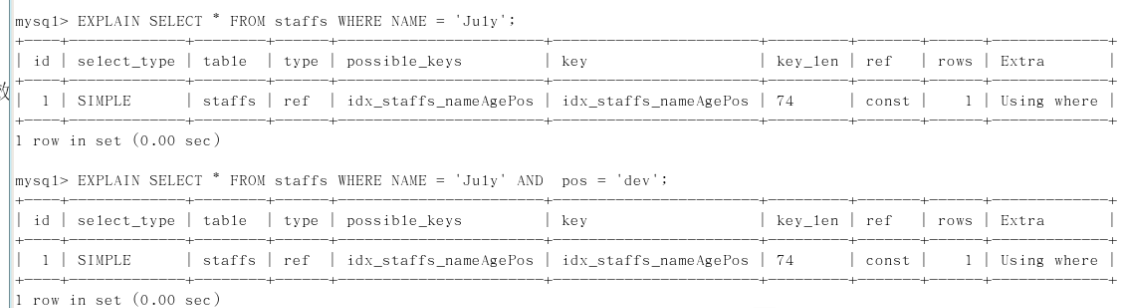 mysql> EXPLAIN SELECT * FROM staffs WHERE NAME = 'July';
| id | select_type | table | type | possible_keys | key | key_len | ref | rows | Extra |
| 1 | SIMPLE | staffs | ref | idx_staffs_nameAgePos | idx_staffs_nameAgePos | 74 | const | 1 | Using where |
1 row in set (0.00 sec)
mysql> EXPLAIN SELECT * FROM staffs WHERE NAME = 'July' AND  pos = 'dev';
| id | select_type | table | type | possible_keys | key | key_len | ref | rows | Extra |
| 1 | SIMPLE | staffs | ref | idx_staffs_nameAgePos | idx_staffs_nameAgePos | 74 | const | 1 | Using where |
1 row in set (0.00 sec)